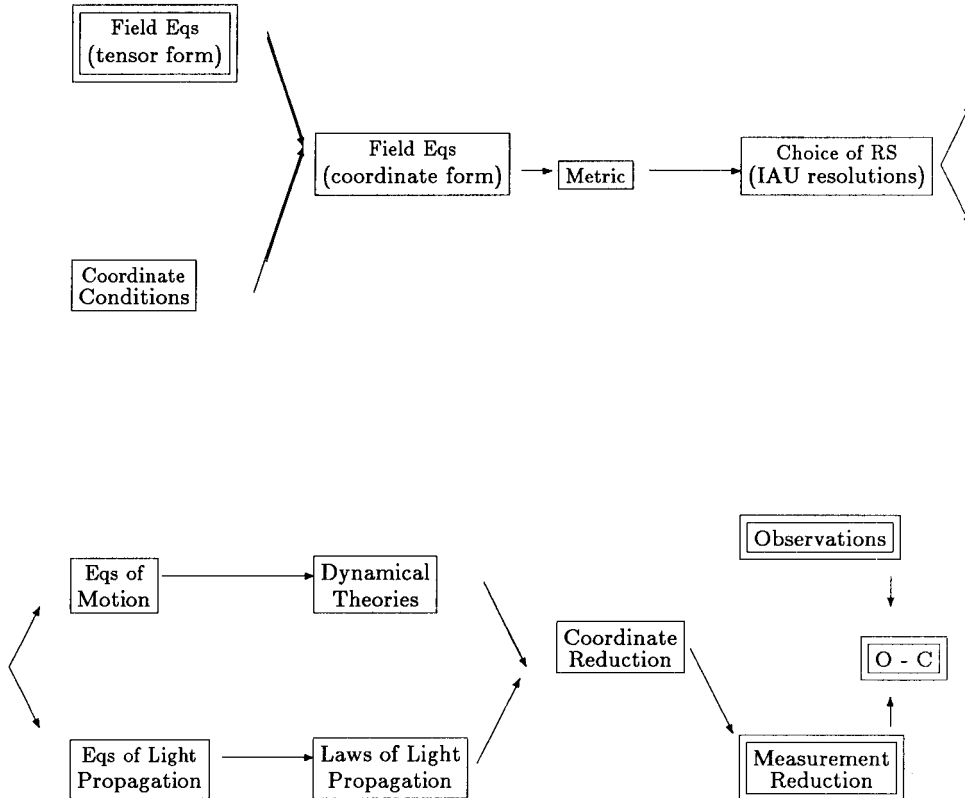 Field Eqs
(tensor form)
Field Eqs
(coordinate form)
Metric
Choice of RS
(IAU resolutions)
Coordinate
Conditions
Observations
Eqs of
Motion
Dynamical
Theories
Coordinate
Reduction
O - C
Eqs of Light
Propagation
Laws of Light
Propagation
Measurement
Reduction